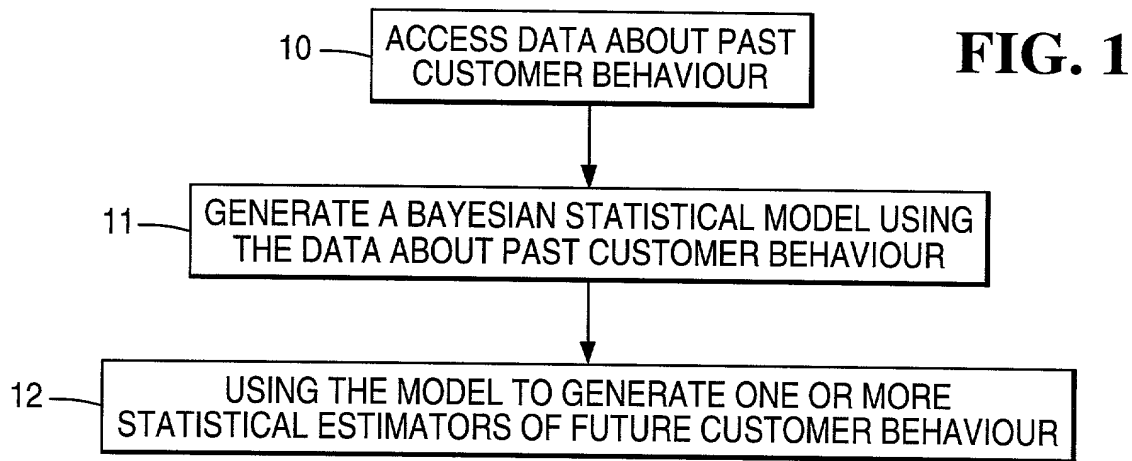 FIG. 1
10
ACCESS DATA ABOUT PAST
CUSTOMER BEHAVIOUR
11
GENERATE A BAYESIAN STATISTICAL MODEL USING
THE DATA ABOUT PAST CUSTOMER BEHAVIOUR
12
USING THE MODEL TO GENERATE ONE OR MORE
STATISTICAL ESTIMATORS OF FUTURE CUSTOMER BEHAVIOUR